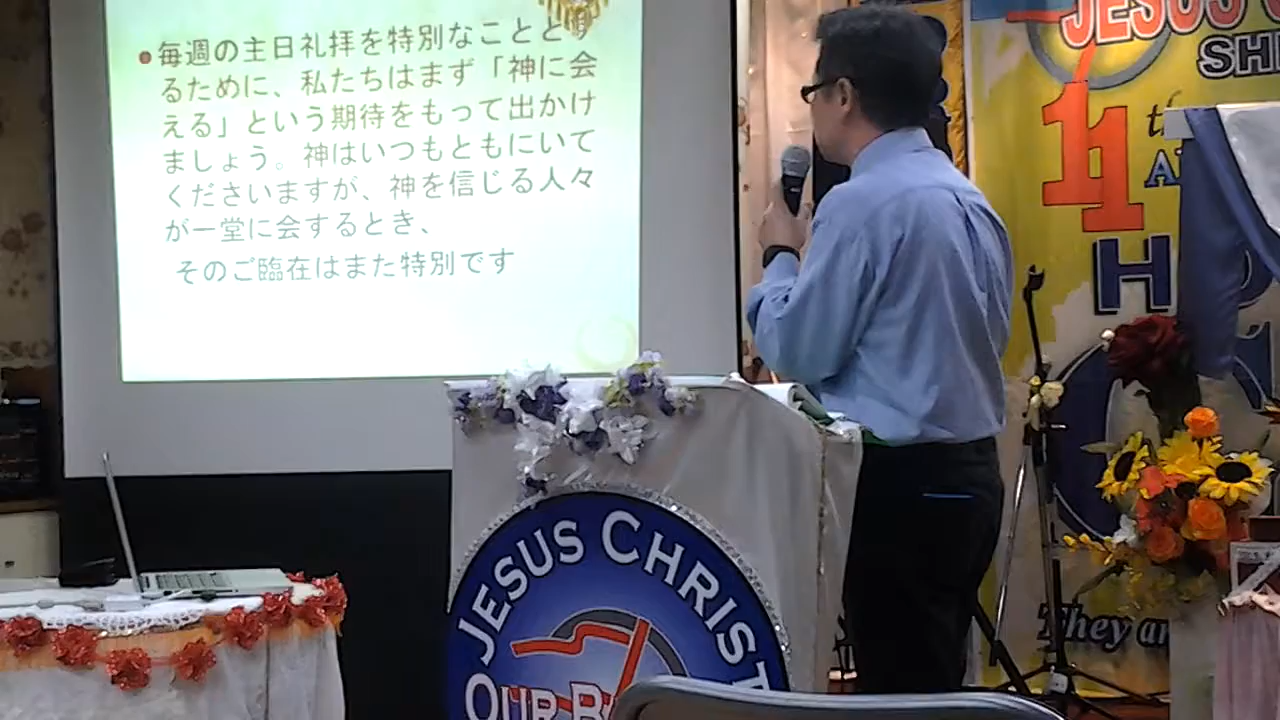 毎週の主日礼拝を特別なこととす
るために、私たちはまず「神に会
える」という期待をもって出かけ
ましょう。神はいつもともにいて
くださいますが、神を信じる人々
が一堂に会するとき、
そのご臨在はまた特別です
JESUS
SH
11
th
H
They
JESUS CHRIST
OUR